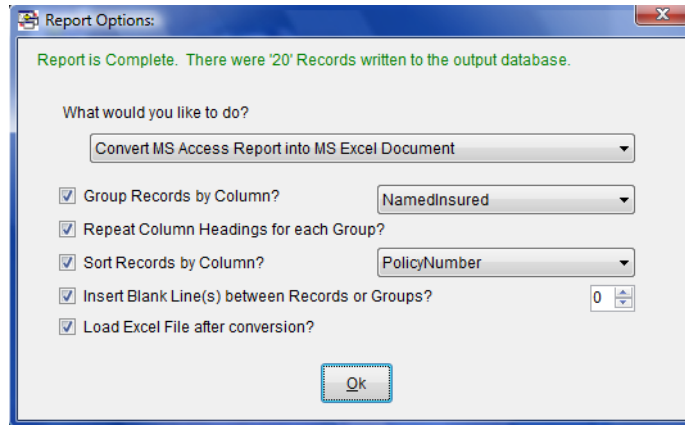 Report Options:
X
Report is Complete. There were '20' Records written to the output database.
What would you like to do?
Convert MS Access Report into MS Excel Document
Group Records by Column? NamedInsured
Repeat Column Headings for each Group?
Sort Records by Column? PolicyNumber
Insert Blank Line(s) between Records or Groups? 0
Load Excel File after conversion?
Ok